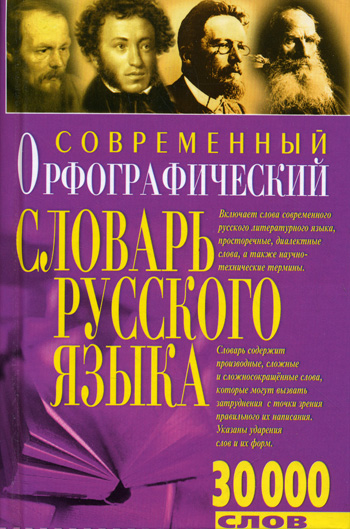 СОВРЕМЕННЫЙ
ОРФОГРАФИЧЕСКИЙ
СЛОВАРЬ
Включает слова современного
русского литературного языка,
просторечные, диалектные
слова, а также научно-
технические термины.
РУССКОГО
ЯЗЫКА
Словарь содержит
производные, сложные
и сложносокращённые слова,
которые могут вызвать
затруднения с точки зрения
правильного их написания.
Указаны ударения
слов и их форм.
30 000
СЛОВ